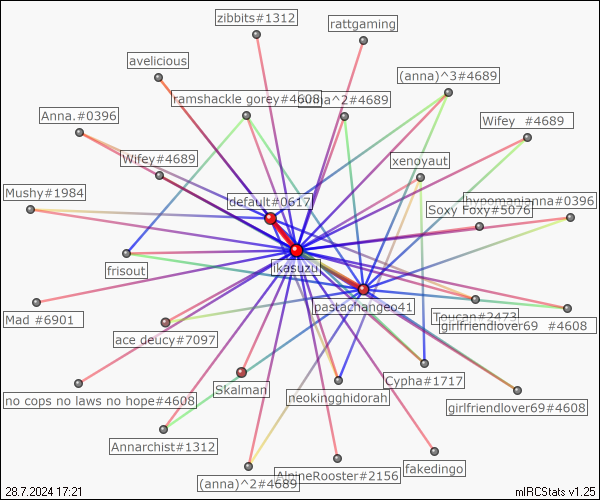 zibbits#1312
rattgaming
avelicious
(anna)^3#4689
ramshackle gorey#4608
^2#4689
Anna.#0396
Wifey  #4689
Wifey#4689
xenoyaut
Mushy#1984
default#0617
hypomanianna#0396
Soxy Foxy#5076
likesuzui
frisout
pastachangeo41
Mad #6901
Toucan#2473
girlfriendlover69  #4608
ace deucy#7097
Skalman
Cypha#1717
no cops no laws no hope#4608
neokingghidorah
girlfriendlover69#4608
Annarchist#1312
(anna)^2#4689
AlpineRooster#2156
fakedingo
28.7.2024 17:21
mIRCStats v1.25